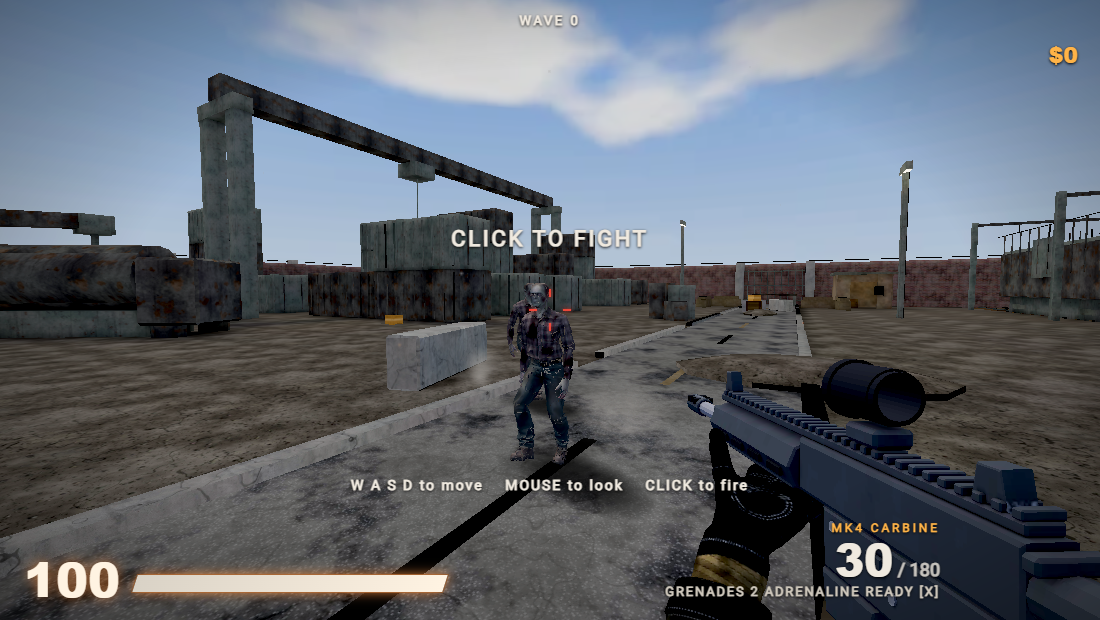 WAVE 0
$0
CLICK TO FIGHT
W A S D to move MOUSE to look CLICK to fire
MK4 CARBINE
100
30 / 180
GRENADES 2 ADRENALINE READY [X]